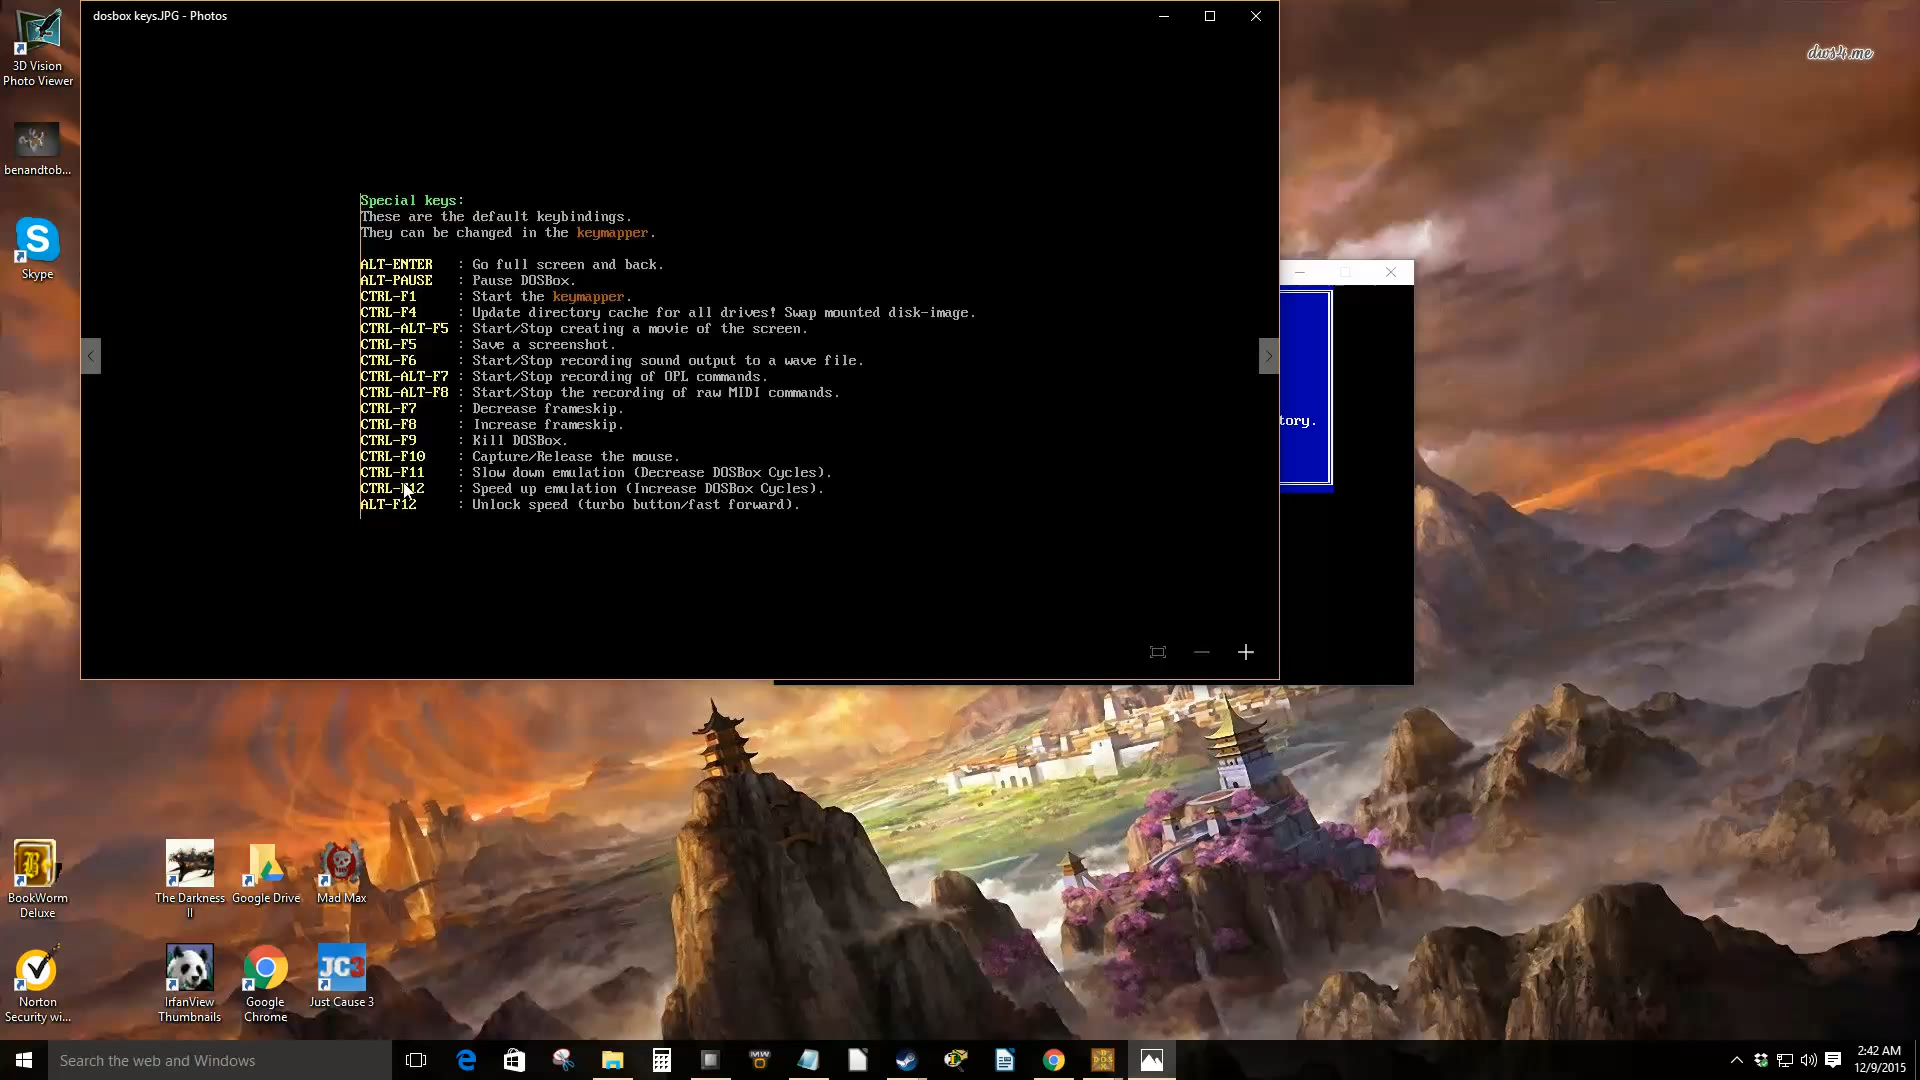 dosbox keys.JPG - Photos
dws4.me
3D Vision
Photo Viewer
benandtob...
Skype
Special keys:
These are the default keybindings.
They can be changed in the keymapper.
ALT-ENTER : Go full screen and back.
ALT-PAUSE : Pause DOSBox.
CTRL-F1 : Start the keymapper.
CTRL-F4 : Update directory cache for all drives! Swap mounted disk-image.
CTRL-ALT-F5 : Start/Stop creating a movie of the screen.
CTRL-F5 : Save a screenshot.
CTRL-F6 : Start/Stop recording sound output to a wave file.
CTRL-ALT-F7 : Start/Stop recording of OPL commands.
CTRL-ALT-F8 : Start/Stop the recording of raw MIDI commands.
CTRL-F7 : Decrease frameskip.
CTRL-F8 : Increase frameskip.
CTRL-F9 : Kill DOSBox.
CTRL-F10 : Capture/Release the mouse.
CTRL-F11 : Slow down emulation (Decrease DOSBox Cycles).
CTRL-F12 : Speed up emulation (Increase DOSBox Cycles).
ALT-F12 : Unlock speed (turbo button/fast forward).
tory.
BookWorm
Deluxe
The Darkness
II
Google Drive
Mad Max
Norton
Security wi...
IrfanView
Thumbnails
Google
Chrome
JC3
Just Cause 3
Search the web and Windows
MW
DOS
2:42 AM
12/9/2015